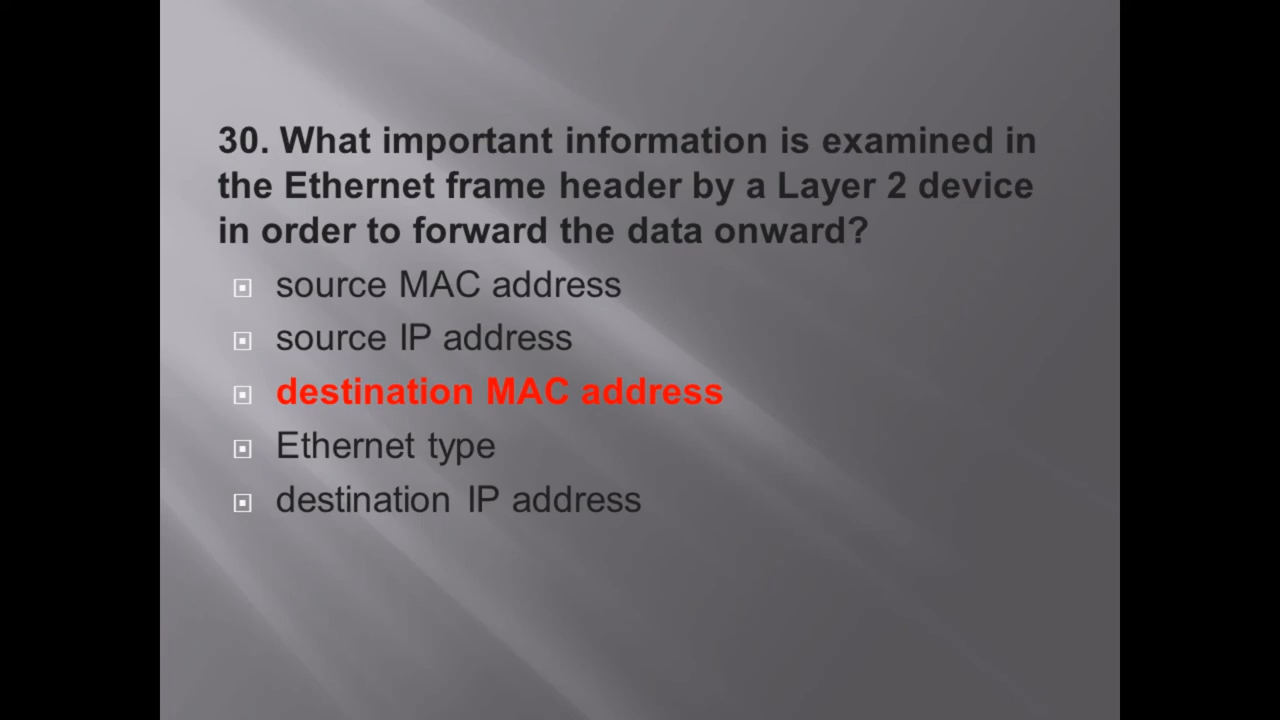 30. What important information is examined in
the Ethernet frame header by a Layer 2 device
in order to forward the data onward?
source MAC address
source IP address
destination MAC address
Ethernet type
destination IP address